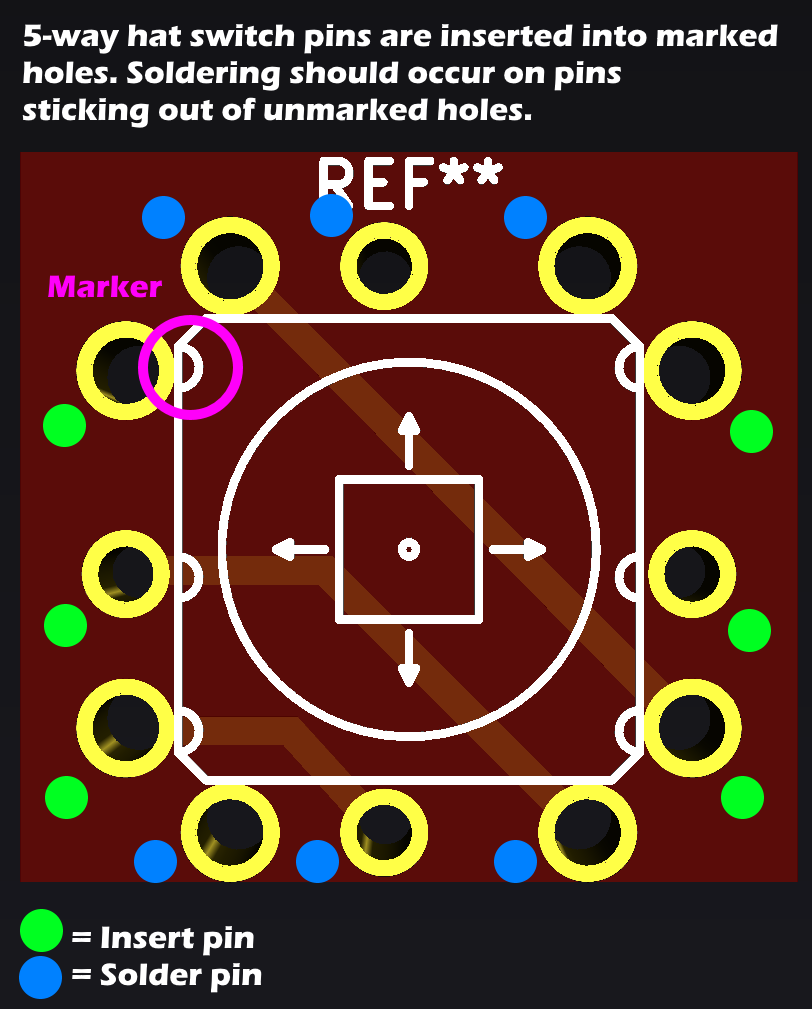 5-way hat switch pins are inserted into marked
holes. Soldering should occur on pins
sticking out of unmarked holes.
REF**
Marker
= Insert pin
= Solder pin